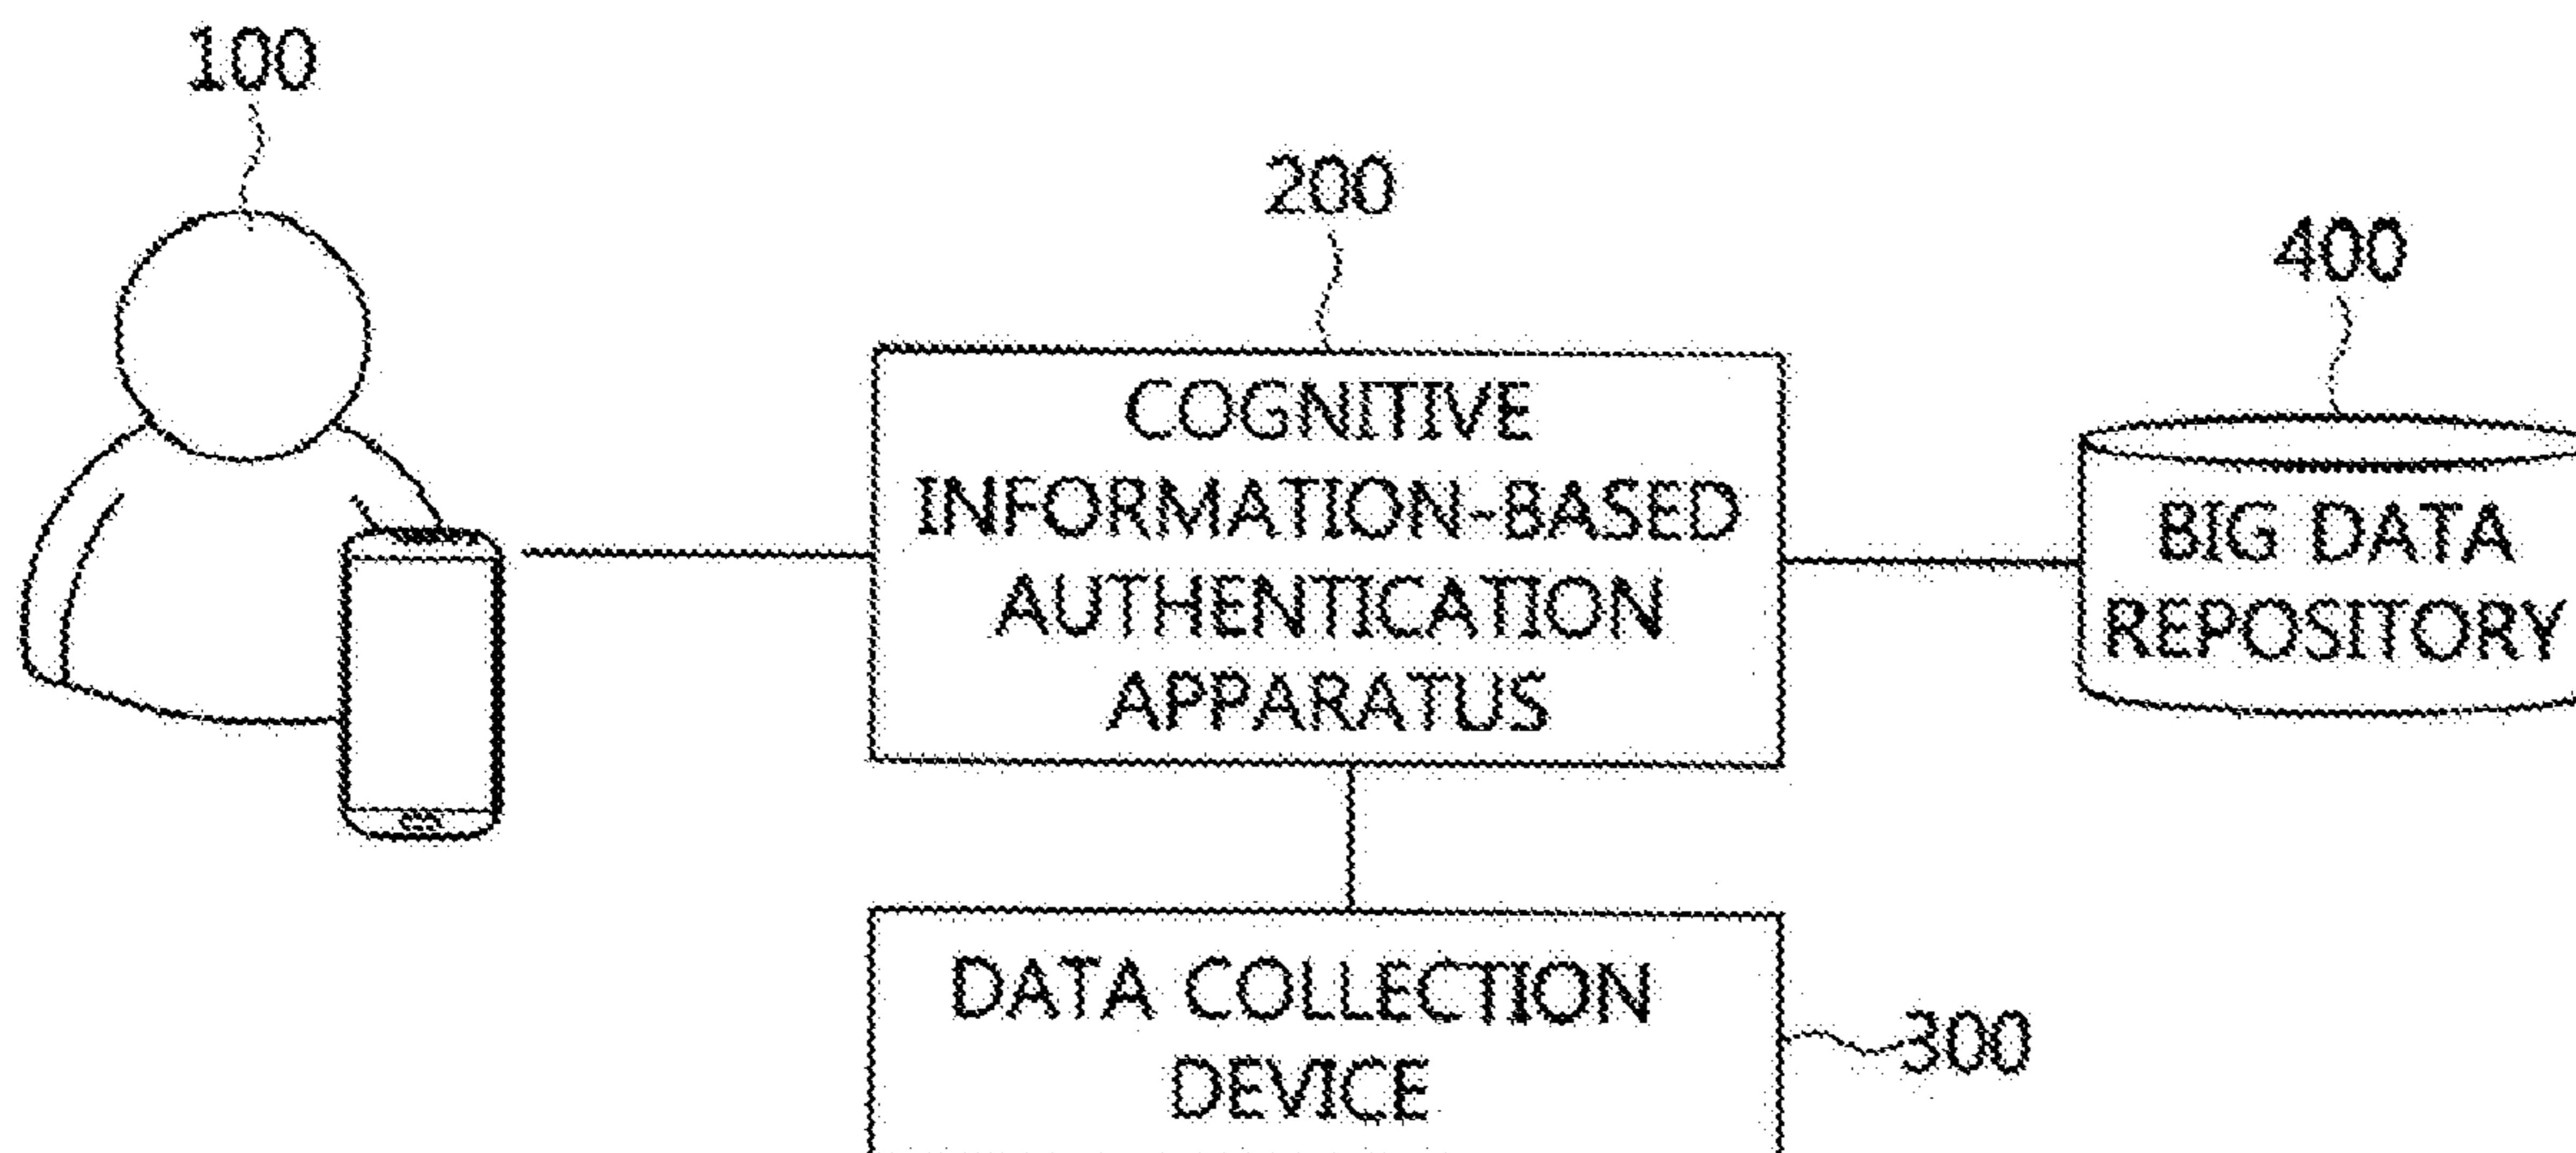 100
200
400
COGNITIVE
INFORMATION-BASED
AUTHENTICATION
APPARATUS
BIG DATA
REPOSITORY
DATA COLLECTION
DEVICE
300